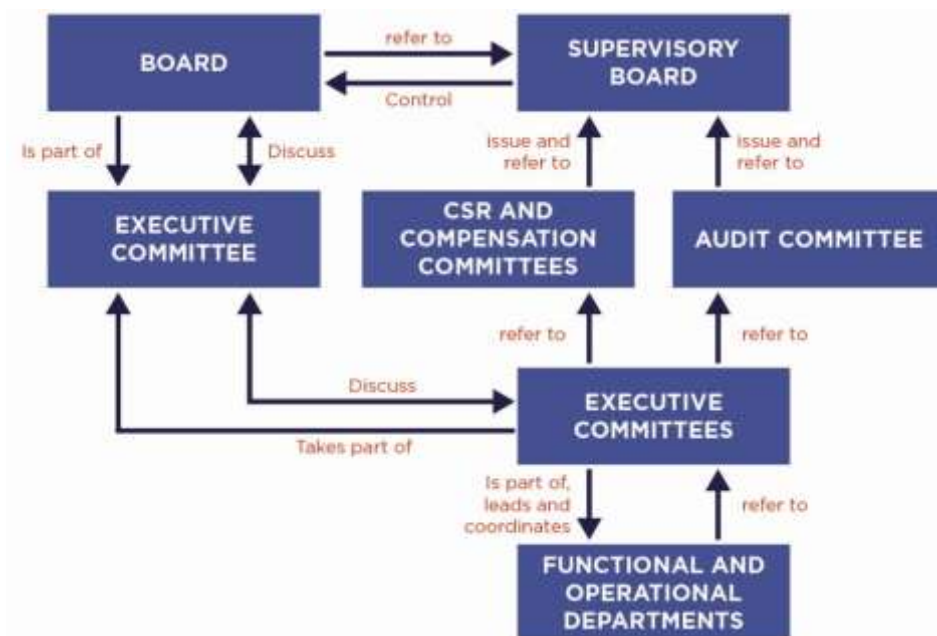 BOARD
refer to
Control
SUPERVISORY
BOARD
Is part of
Discuss
issue and
refer to
issue and
refer to
EXECUTIVE
COMMITTEE
CSR AND
COMPENSATION
COMMITTEES
AUDIT COMMITTEE
refer to
refer to
Discuss
Takes part of
EXECUTIVE
COMMITTEES
Is part of,
leads and
coordinates
refer to
FUNCTIONAL AND
OPERATIONAL
DEPARTMENTS